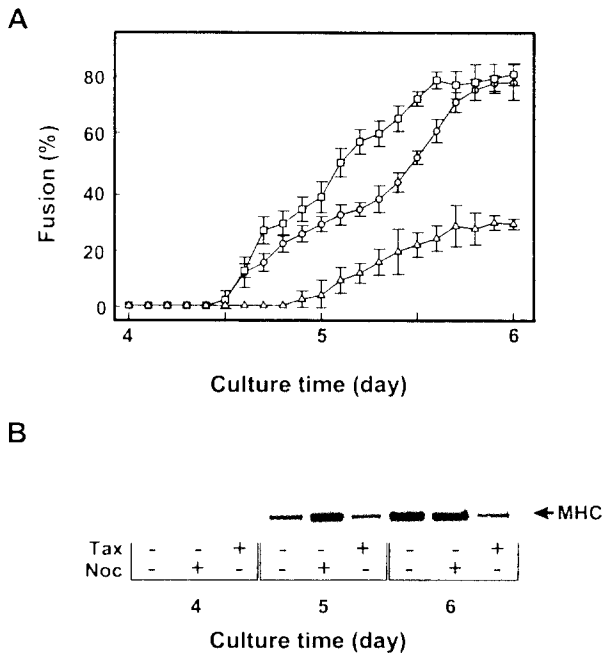 A
Fusion (%)
80
60
40
20
0
4 5 6
Culture time (day)
B
MHC
Tax - - + - - + - - +
Noc - + - - + - - + -
4 5 6
Culture time (day)